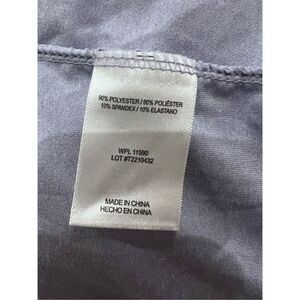 90% POLYESTER / 90% POLIÉSTER
10% SPANDEX / 10% ELASTANO
WPL 11590
LOT #T2210432
MADE IN CHINA
HECHO EN CHINA